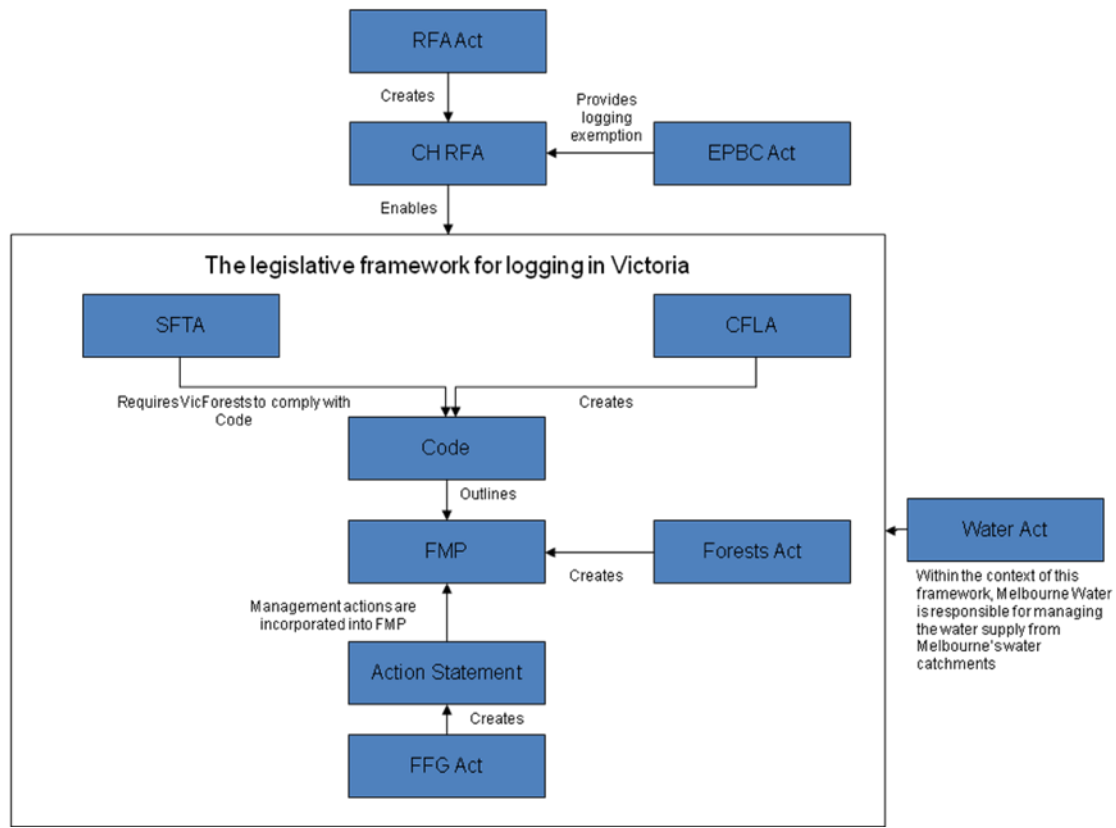 RFA Act
Creates
Provides
logging
exemption
CH RFA
EPBC Act
Enables
The legislative framework for logging in Victoria
SFTA
CFLA
Requires VicForests to comply with
Code
Creates
Code
Outlines
FMP
Forests Act
Water Act
Creates
Within the context of this
framework, Melbourne Water
is responsible for managing
the water supply from
Melbourne's water
catchments
Management actions are
incorporated into FMP
Action Statement
Creates
FFG Act